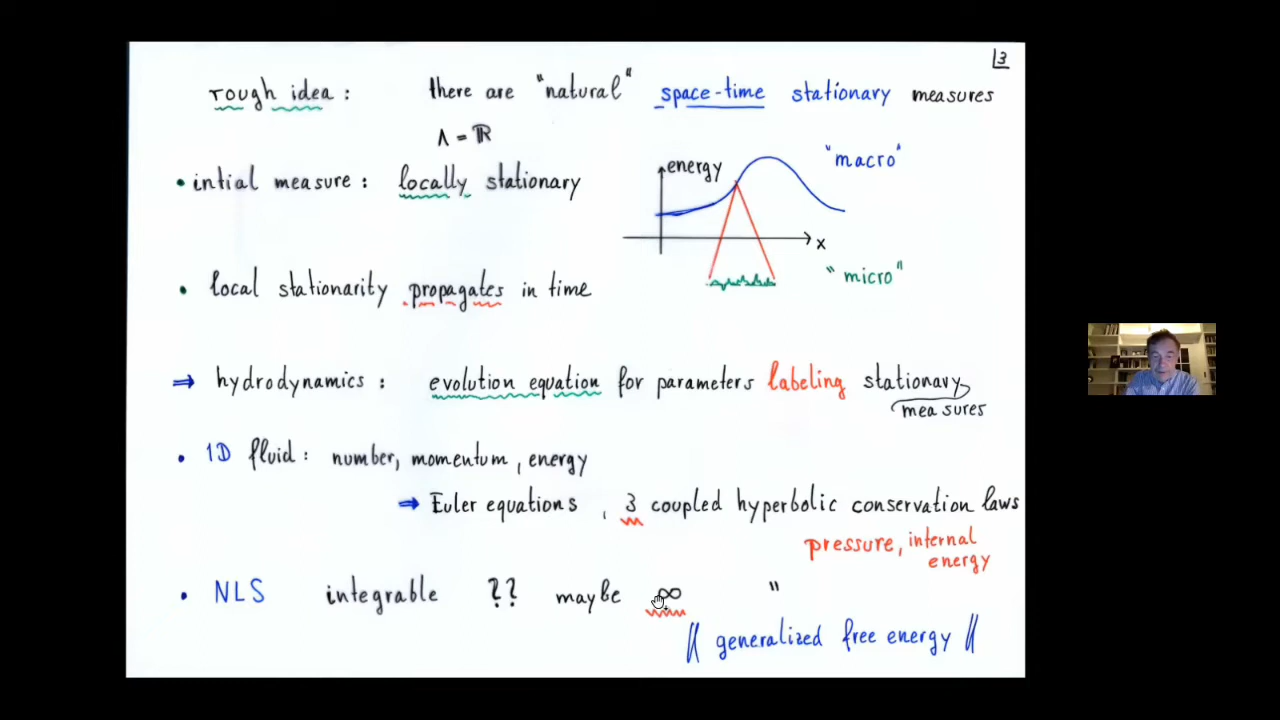 3
rough idea : there are "natural" space-time stationary measures
Λ = ℝ
energy "macro"
• intial measure : locally stationary
x
• local stationarity propagates in time "micro"
⇒ hydrodynamics : evolution equation for parameters labeling stationary
measures
• 1D fluid : number, momentum, energy
⇒ Euler equations , 3 coupled hyperbolic conservation laws
pressure, internal
energy
• NLS integrable ?? maybe ∞ "
// generalized free energy //